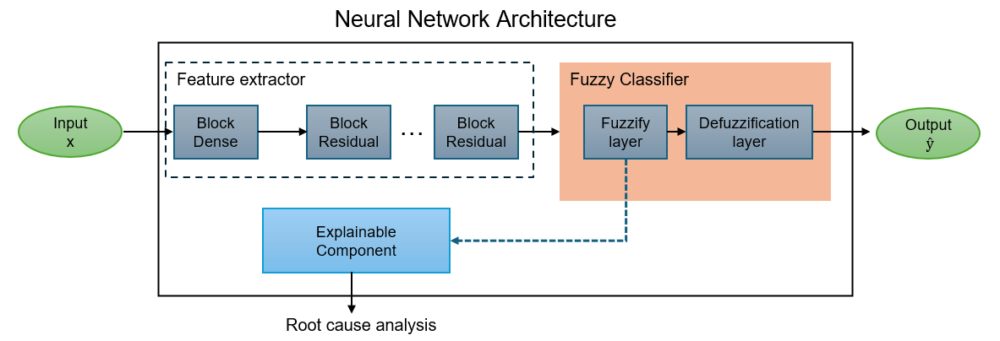 Neural Network Architecture
Feature extractor
Fuzzy Classifier
Input
x
Block
Dense
Block
Residual
...
Block
Residual
Fuzzify
layer
Defuzzification
layer
Output
ŷ
Explainable
Component
Root cause analysis